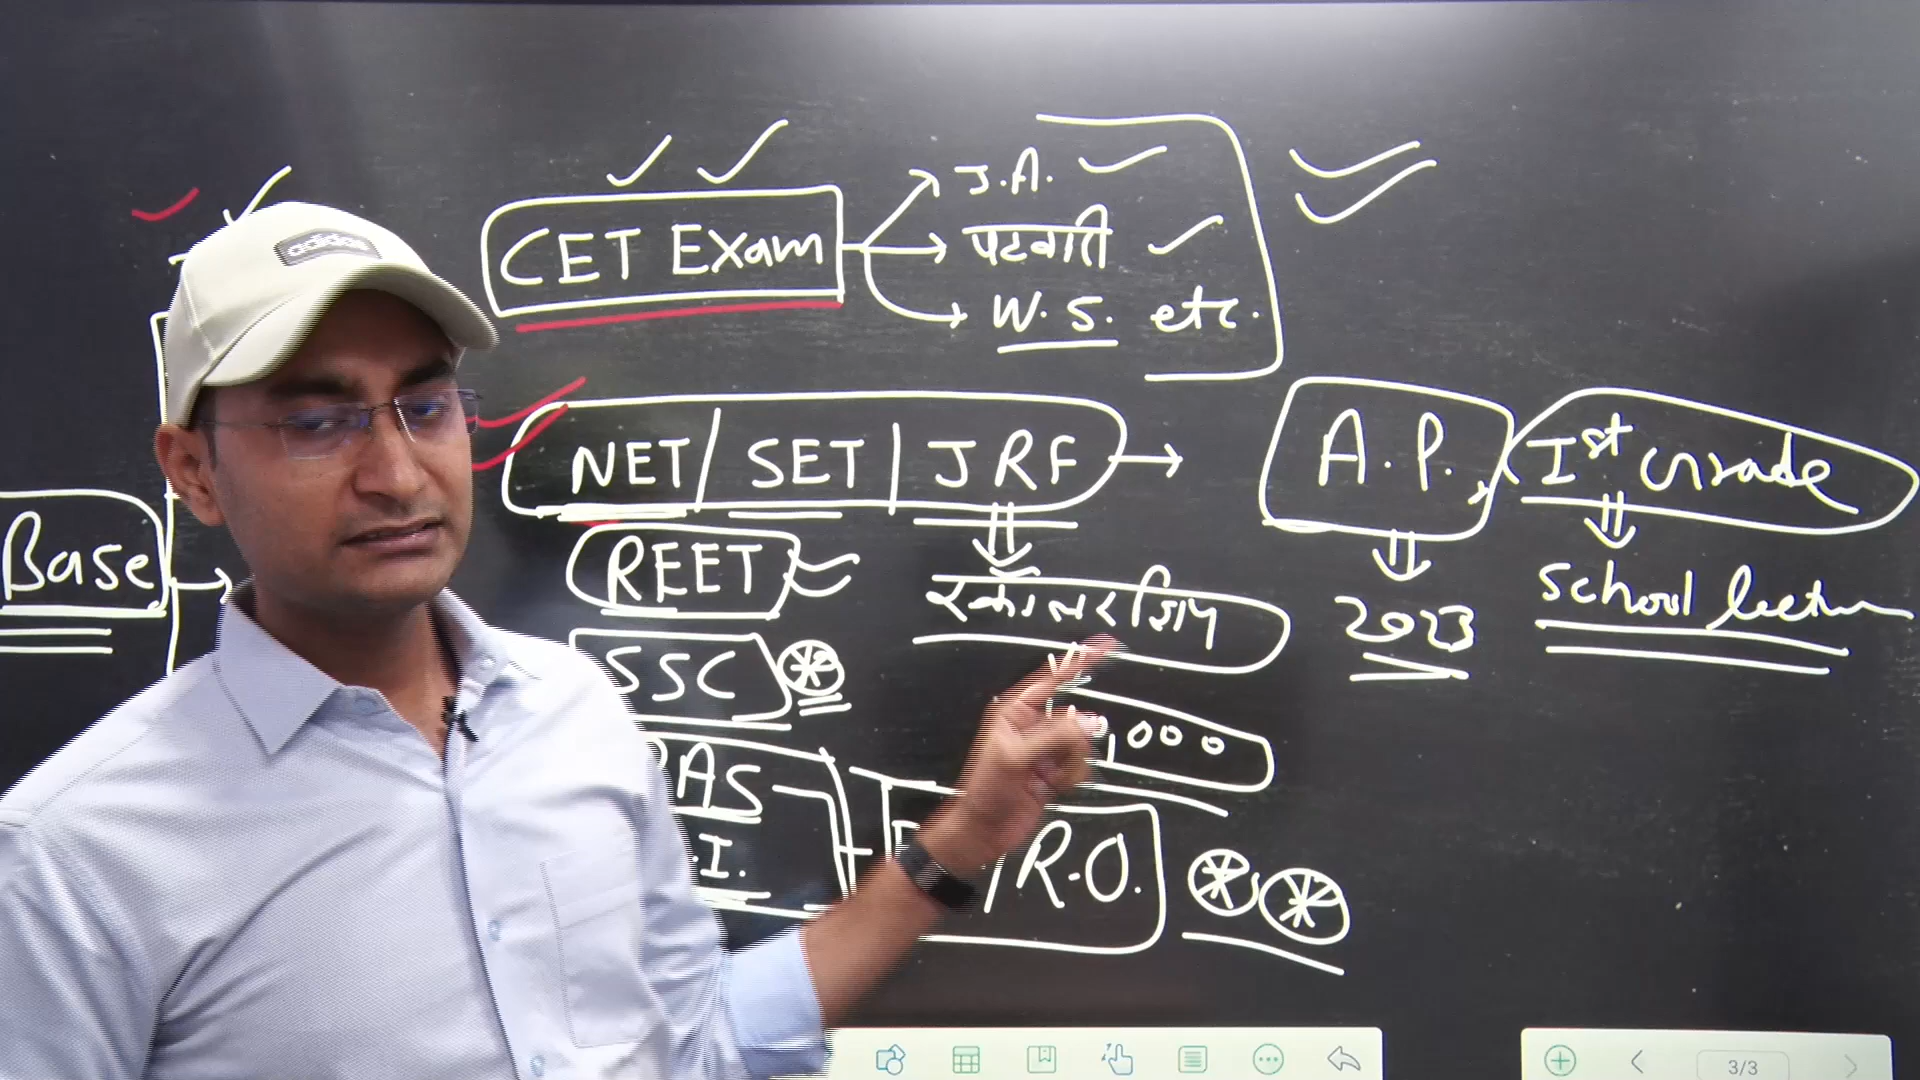 adidas
CET Exam
J.A.
पटवारी
W.S. etc.
NET/SET|JRF
A.P.,
Ist Grade
Base
REET
स्कालरशिप
2023
School lectur
SSC
,000
AS
.I.
/R.O.
3/3